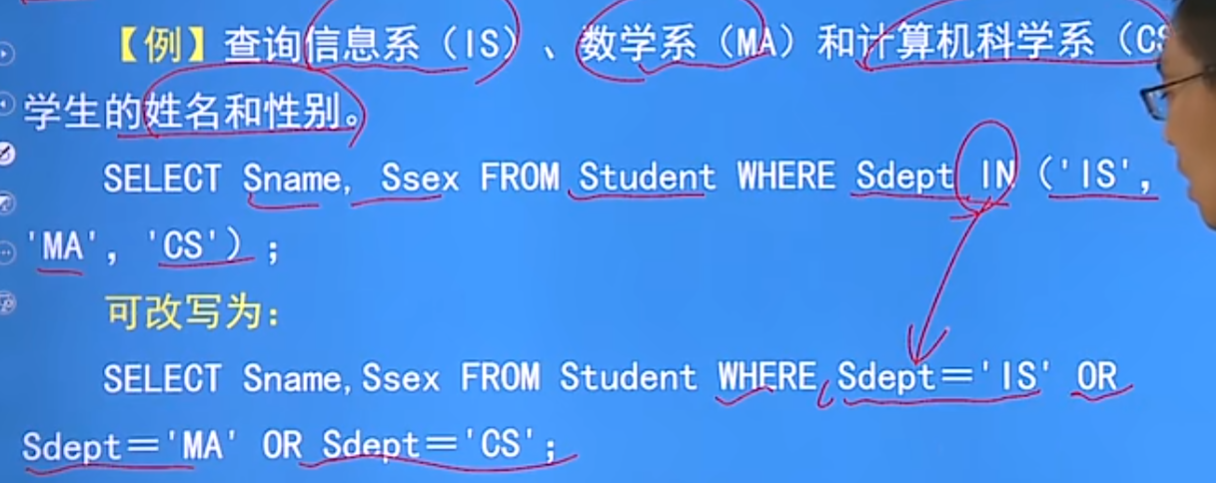 【例】查询信息系（IS）、数学系（MA）和计算机科学系（CS
学生的姓名和性别。
SELECT Sname, Ssex FROM Student WHERE Sdept IN ('IS',
'MA', 'CS')；
可改写为：
SELECT Sname,Ssex FROM Student WHERE Sdept＝'IS' OR
Sdept＝'MA' OR Sdept＝'CS'；